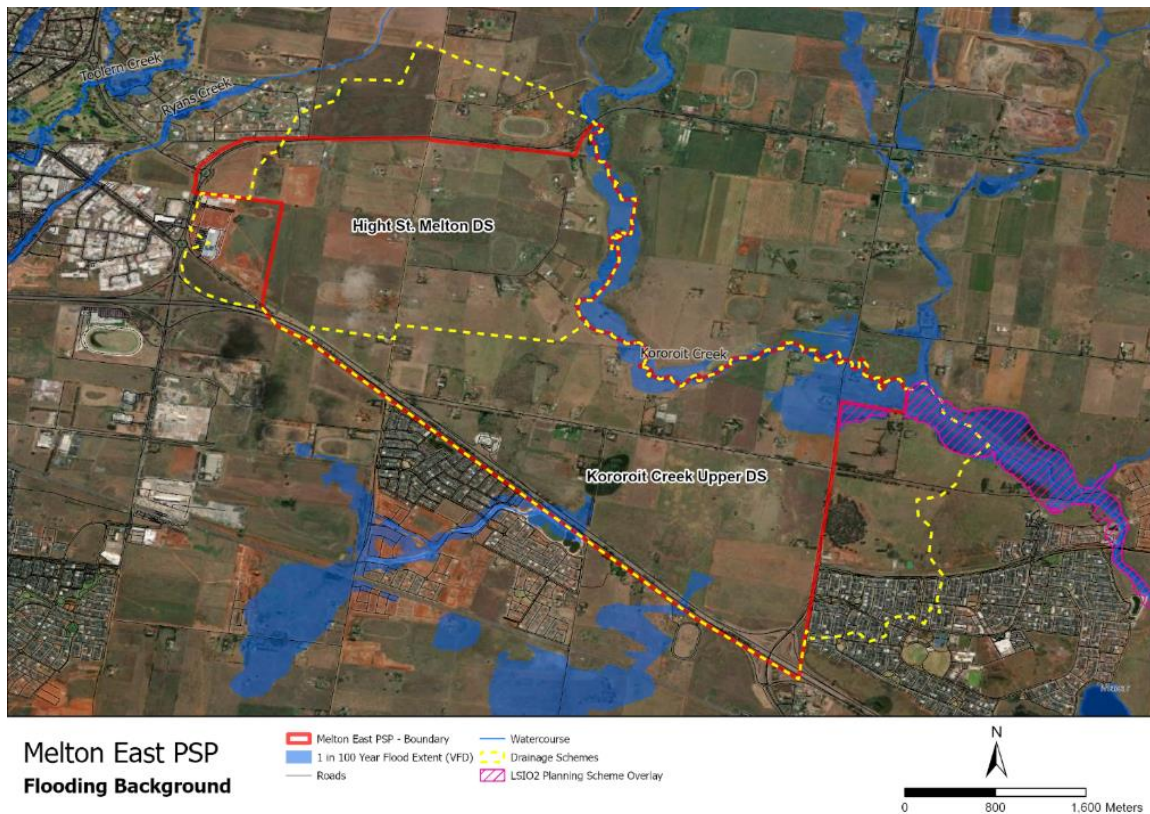 Toolern Creek
Ryans Creek
Hight St. Melton DS
Kororoit Creek
Kororoit Creek Upper DS
Melton East PSP
Flooding Background
Melton East PSP - Boundary
1 in 100 Year Flood Extent (VFD)
Roads
Watercourse
Drainage Schemes
LSIO2 Planning Scheme Overlay
N
0 800 1,600 Meters